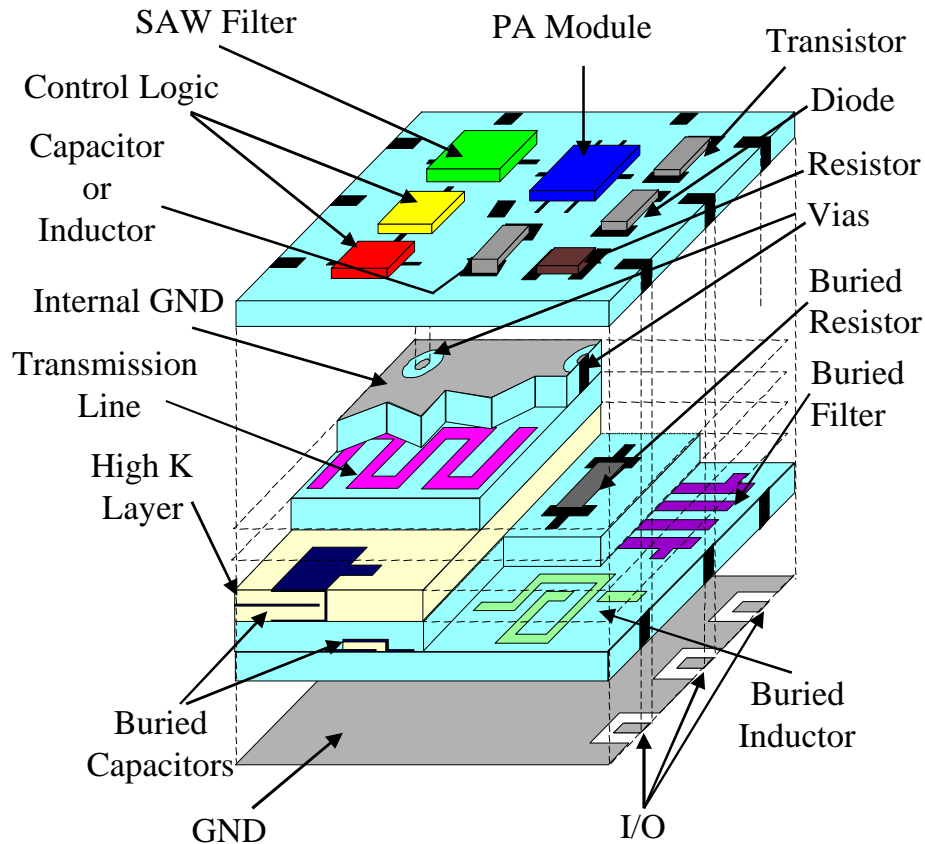 SAW Filter
PA Module
Transistor
Control Logic
Diode
Capacitor
or
Inductor
Resistor
Vias
Internal GND
Buried
Resistor
Transmission
Line
Buried
Filter
High K
Layer
Buried
Capacitors
Buried
Inductor
GND
I/O